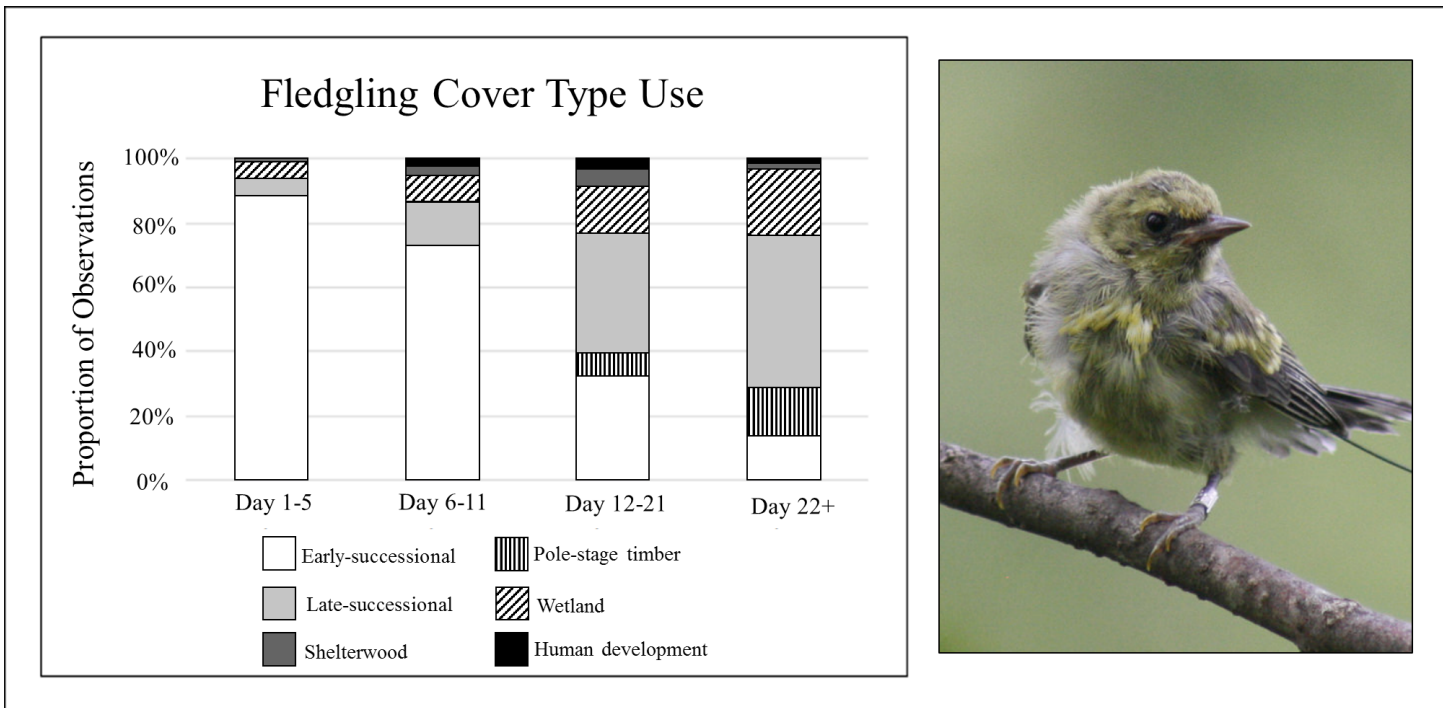 Fledgling Cover Type Use
Proportion of Observations
100%
80%
60%
40%
20%
0%
Day 1-5
Day 6-11
Day 12-21
Day 22+
Early-successional
Pole-stage timber
Late-successional
Wetland
Shelterwood
Human development